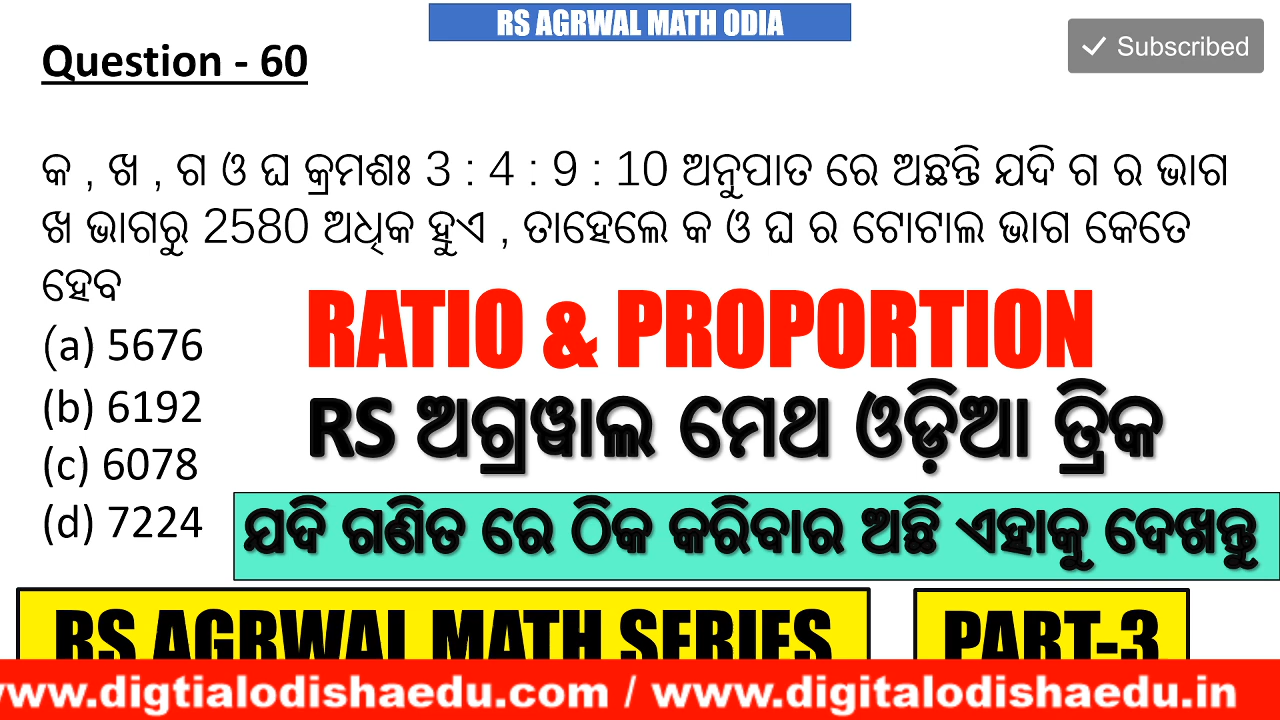 RS AGRWAL MATH ODIA
Subscribed
Question - 60
କ , ଖ , ଗ ଓ ଘ କ୍ରମଶଃ 3 : 4 : 9 : 10 ଅନୁପାତ ରେ ଅଛନ୍ତି ଯଦି ଗ ର ଭାଗ
ଖ ଭାଗରୁ 2580 ଅଧିକ ହୁଏ , ତାହେଲେ କ ଓ ଘ ର ଟୋଟାଲ ଭାଗ କେତେ
ହେବ
(a) 5676
(b) 6192
(c) 6078
(d) 7224
RATIO & PROPORTION
RS ଅଗ୍ରୱାଲ ମେଥ ଓଡ଼ିଆ ତ୍ରିକ
ଯଦି ଗଣିତ ରେ ଠିକ କରିବାର ଅଛି ଏହାକୁ ଦେଖନ୍ତୁ
RS AGRWAL MATH SERIES
PART-3
www.digtialodishaedu.com / www.digitalodishaedu.in